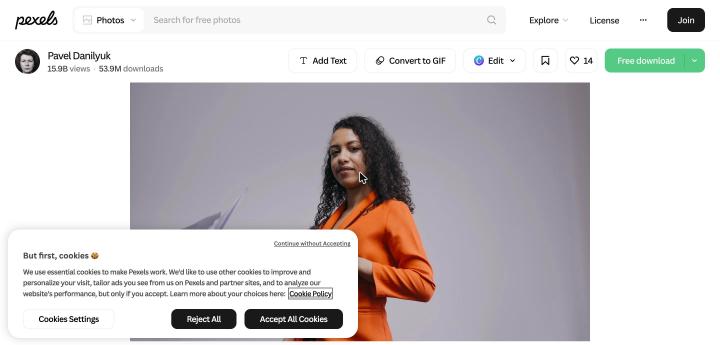 pexels Photos Search for free photos Explore License ··· Join
Pavel Danilyuk
15.9B views · 53.9M downloads
Add Text Convert to GIF Edit 14 Free download
Continue without Accepting
But first, cookies 🍪
We use essential cookies to make Pexels work. We'd like to use other cookies to improve and
personalize your visit, tailor ads you see from us on Pexels and partner sites, and to analyze our
website's performance, but only if you accept. Learn more about your choices here: Cookie Policy
Cookies Settings Reject All Accept All Cookies